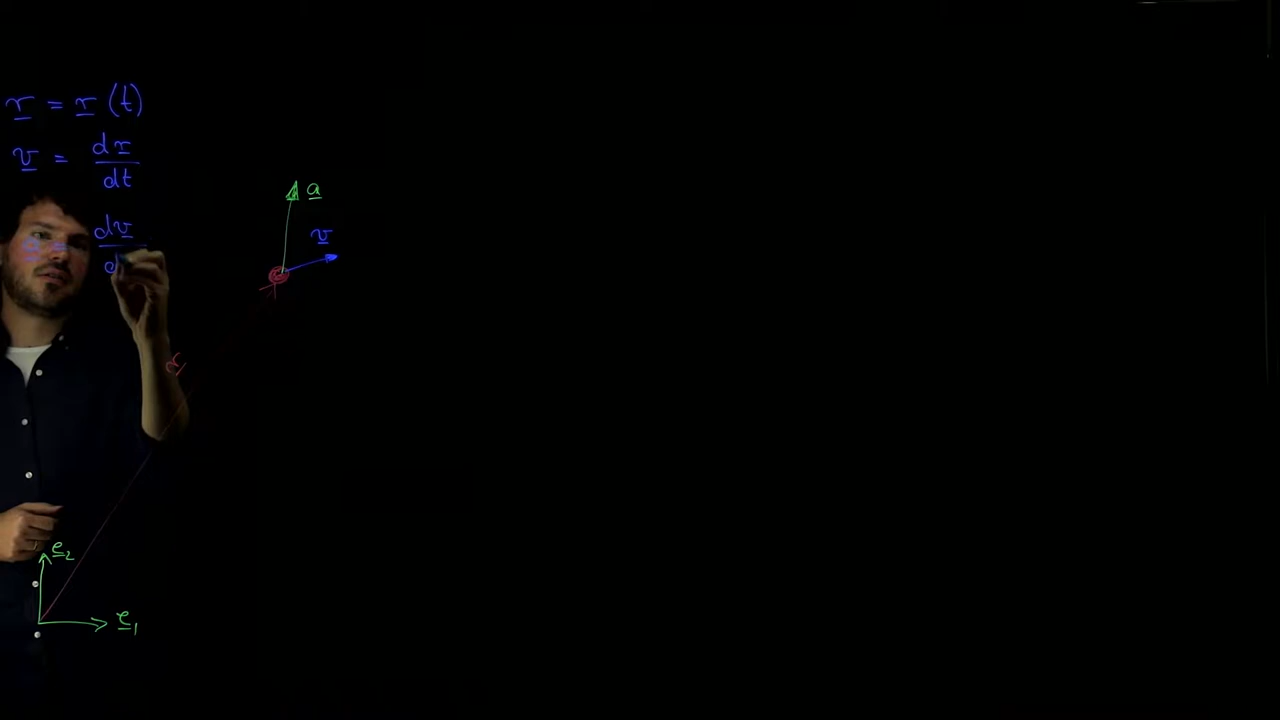 r = r (t)
v = dr/dt
a = dv/d
a
v
r
e₂
e₁